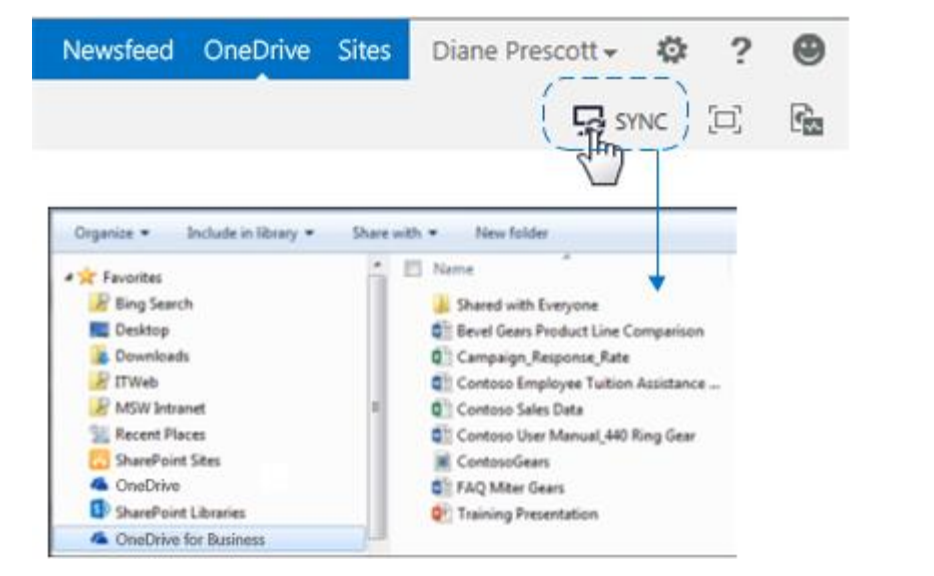 Newsfeed OneDrive Sites Diane Prescott ?
SYNC
Organize Include in library Share with New folder
Name
Favorites
Bing Search
Desktop
Downloads
ITWeb
MSW Intranet
Recent Places
SharePoint Sites
OneDrive
SharePoint Libraries
OneDrive for Business
Shared with Everyone
Bevel Gears Product Line Comparison
Campaign_Response_Rate
Contoso Employee Tuition Assistance ...
Contoso Sales Data
Contoso User Manual_440 Ring Gear
ContosoGears
FAQ Miter Gears
Training Presentation